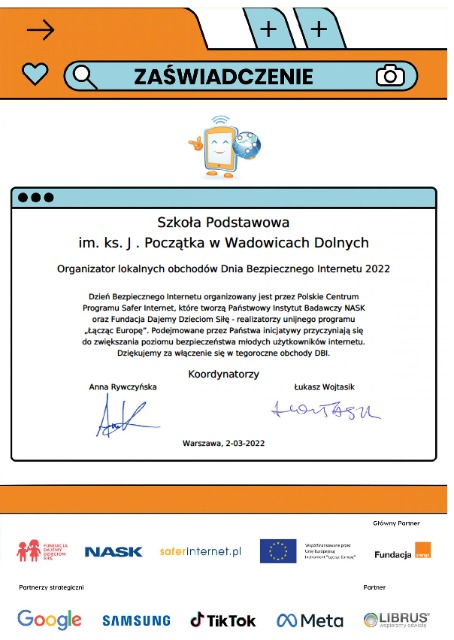 ZAŚWIADCZENIE
Szkoła Podstawowa
im. ks. J . Początka w Wadowicach Dolnych
Organizator lokalnych obchodów Dnia Bezpiecznego Internetu 2022
Dzień Bezpiecznego Internetu organizowany jest przez Polskie Centrum
Programu Safer Internet, które tworzą Państwowy Instytut Badawczy NASK
oraz Fundacja Dajemy Dzieciom Siłę - realizatorzy unijnego programu
„Łącząc Europę”. Podejmowane przez Państwa inicjatywy przyczyniają się
do zwiększania poziomu bezpieczeństwa młodych użytkowników internetu.
Dziękujemy za włączenie się w tegoroczne obchody DBI.
Koordynatorzy
Anna Rywczyńska Łukasz Wojtasik
Warszawa, 2-03-2022
Główny Partner
FUNDACJA
DAJEMY
DZIECIOM
SIŁĘ
NASK
saferinternet.pl
Współfinansowane przez
Unię Europejską
Instrument „Łącząc Europę”
Fundacja
Partnerzy strategiczni Partner
Google SAMSUNG TikTok Meta LIBRUS
wspieramy oświatę